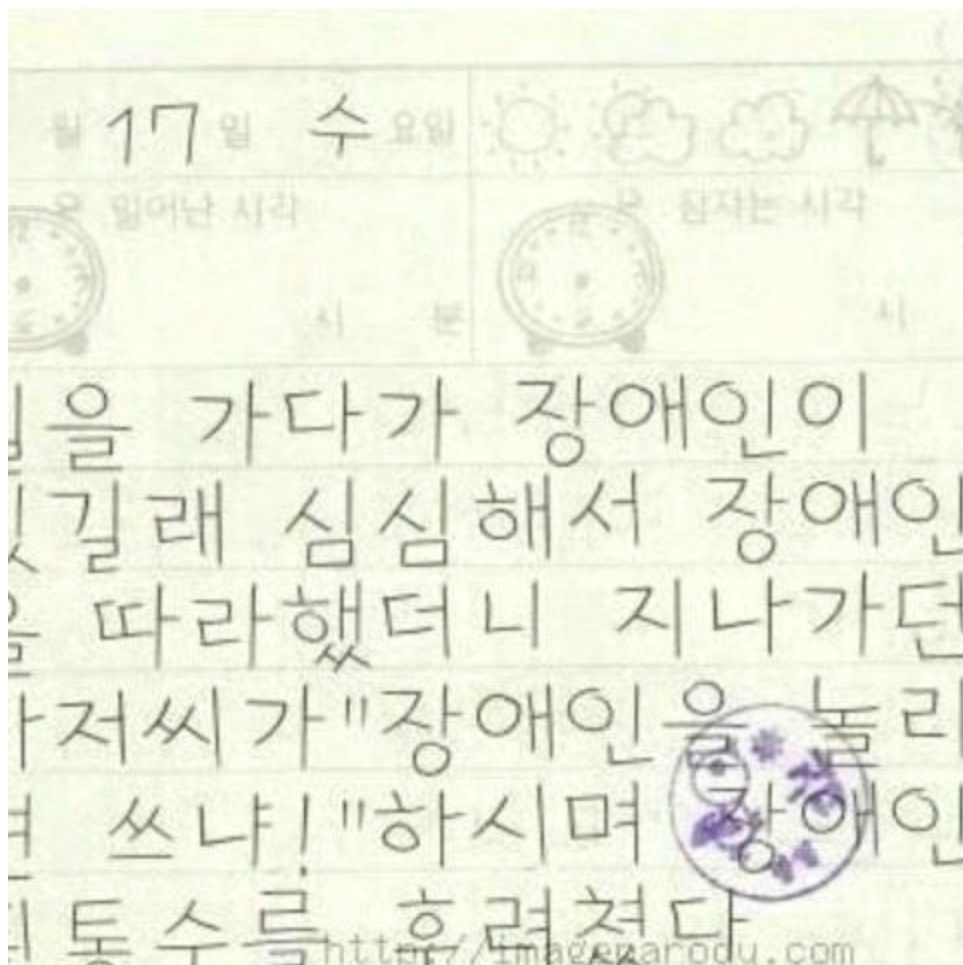 월 17일 수요일
일어난 시각 잠자는 시각
시 분 시
을 가다가 장애인이
길래 심심해서 장애인
따라했더니 지나가던
저씨가 "장애인을 놀리
쓰냐!" 하시며 장애인
통수를 후려쳤다
http://imageparody.com